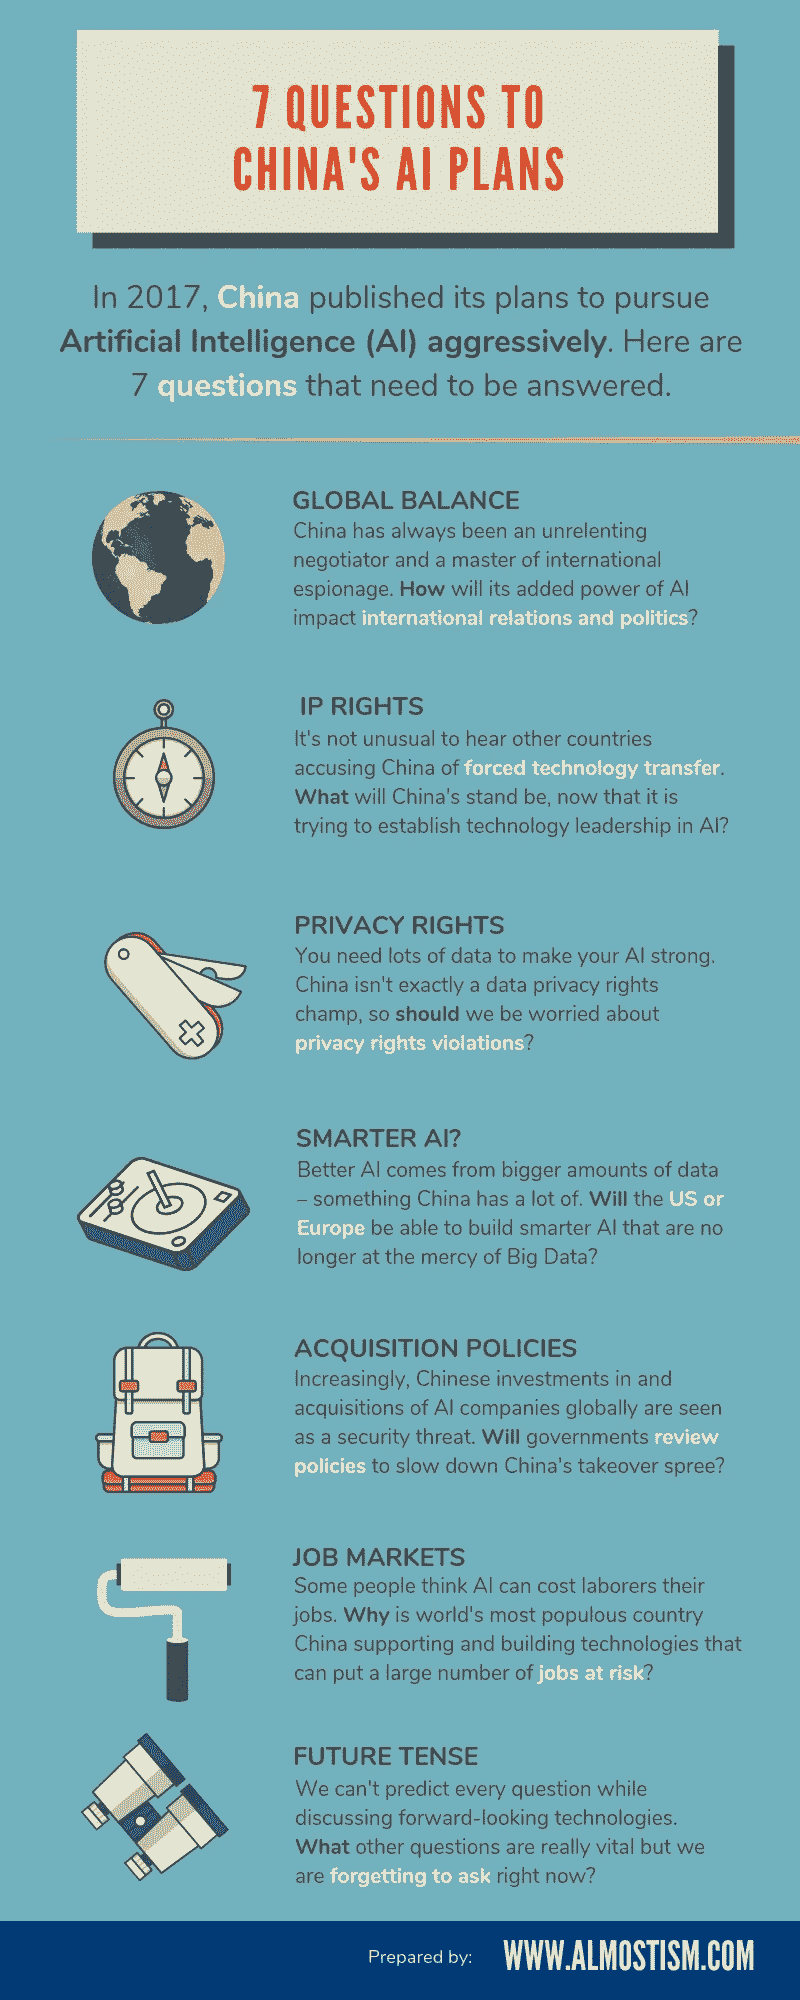 7 QUESTIONS TO
CHINA'S AI PLANS
In 2017, China published its plans to pursue
Artificial Intelligence (AI) aggressively. Here are
7 questions that need to be answered.
GLOBAL BALANCE
China has always been an unrelenting
negotiator and a master of international
espionage. How will its added power of AI
impact international relations and politics?
IP RIGHTS
It's not unusual to hear other countries
accusing China of forced technology transfer.
What will China's stand be, now that it is
trying to establish technology leadership in AI?
PRIVACY RIGHTS
You need lots of data to make your AI strong.
China isn't exactly a data privacy rights
champ, so should we be worried about
privacy rights violations?
SMARTER AI?
Better AI comes from bigger amounts of data
– something China has a lot of. Will the US or
Europe be able to build smarter AI that are no
longer at the mercy of Big Data?
ACQUISITION POLICIES
Increasingly, Chinese investments in and
acquisitions of AI companies globally are seen
as a security threat. Will governments review
policies to slow down China's takeover spree?
JOB MARKETS
Some people think AI can cost laborers their
jobs. Why is world's most populous country
China supporting and building technologies that
can put a large number of jobs at risk?
FUTURE TENSE
We can't predict every question while
discussing forward-looking technologies.
What other questions are really vital but we
are forgetting to ask right now?
Prepared by: WWW.ALMOSTISM.COM